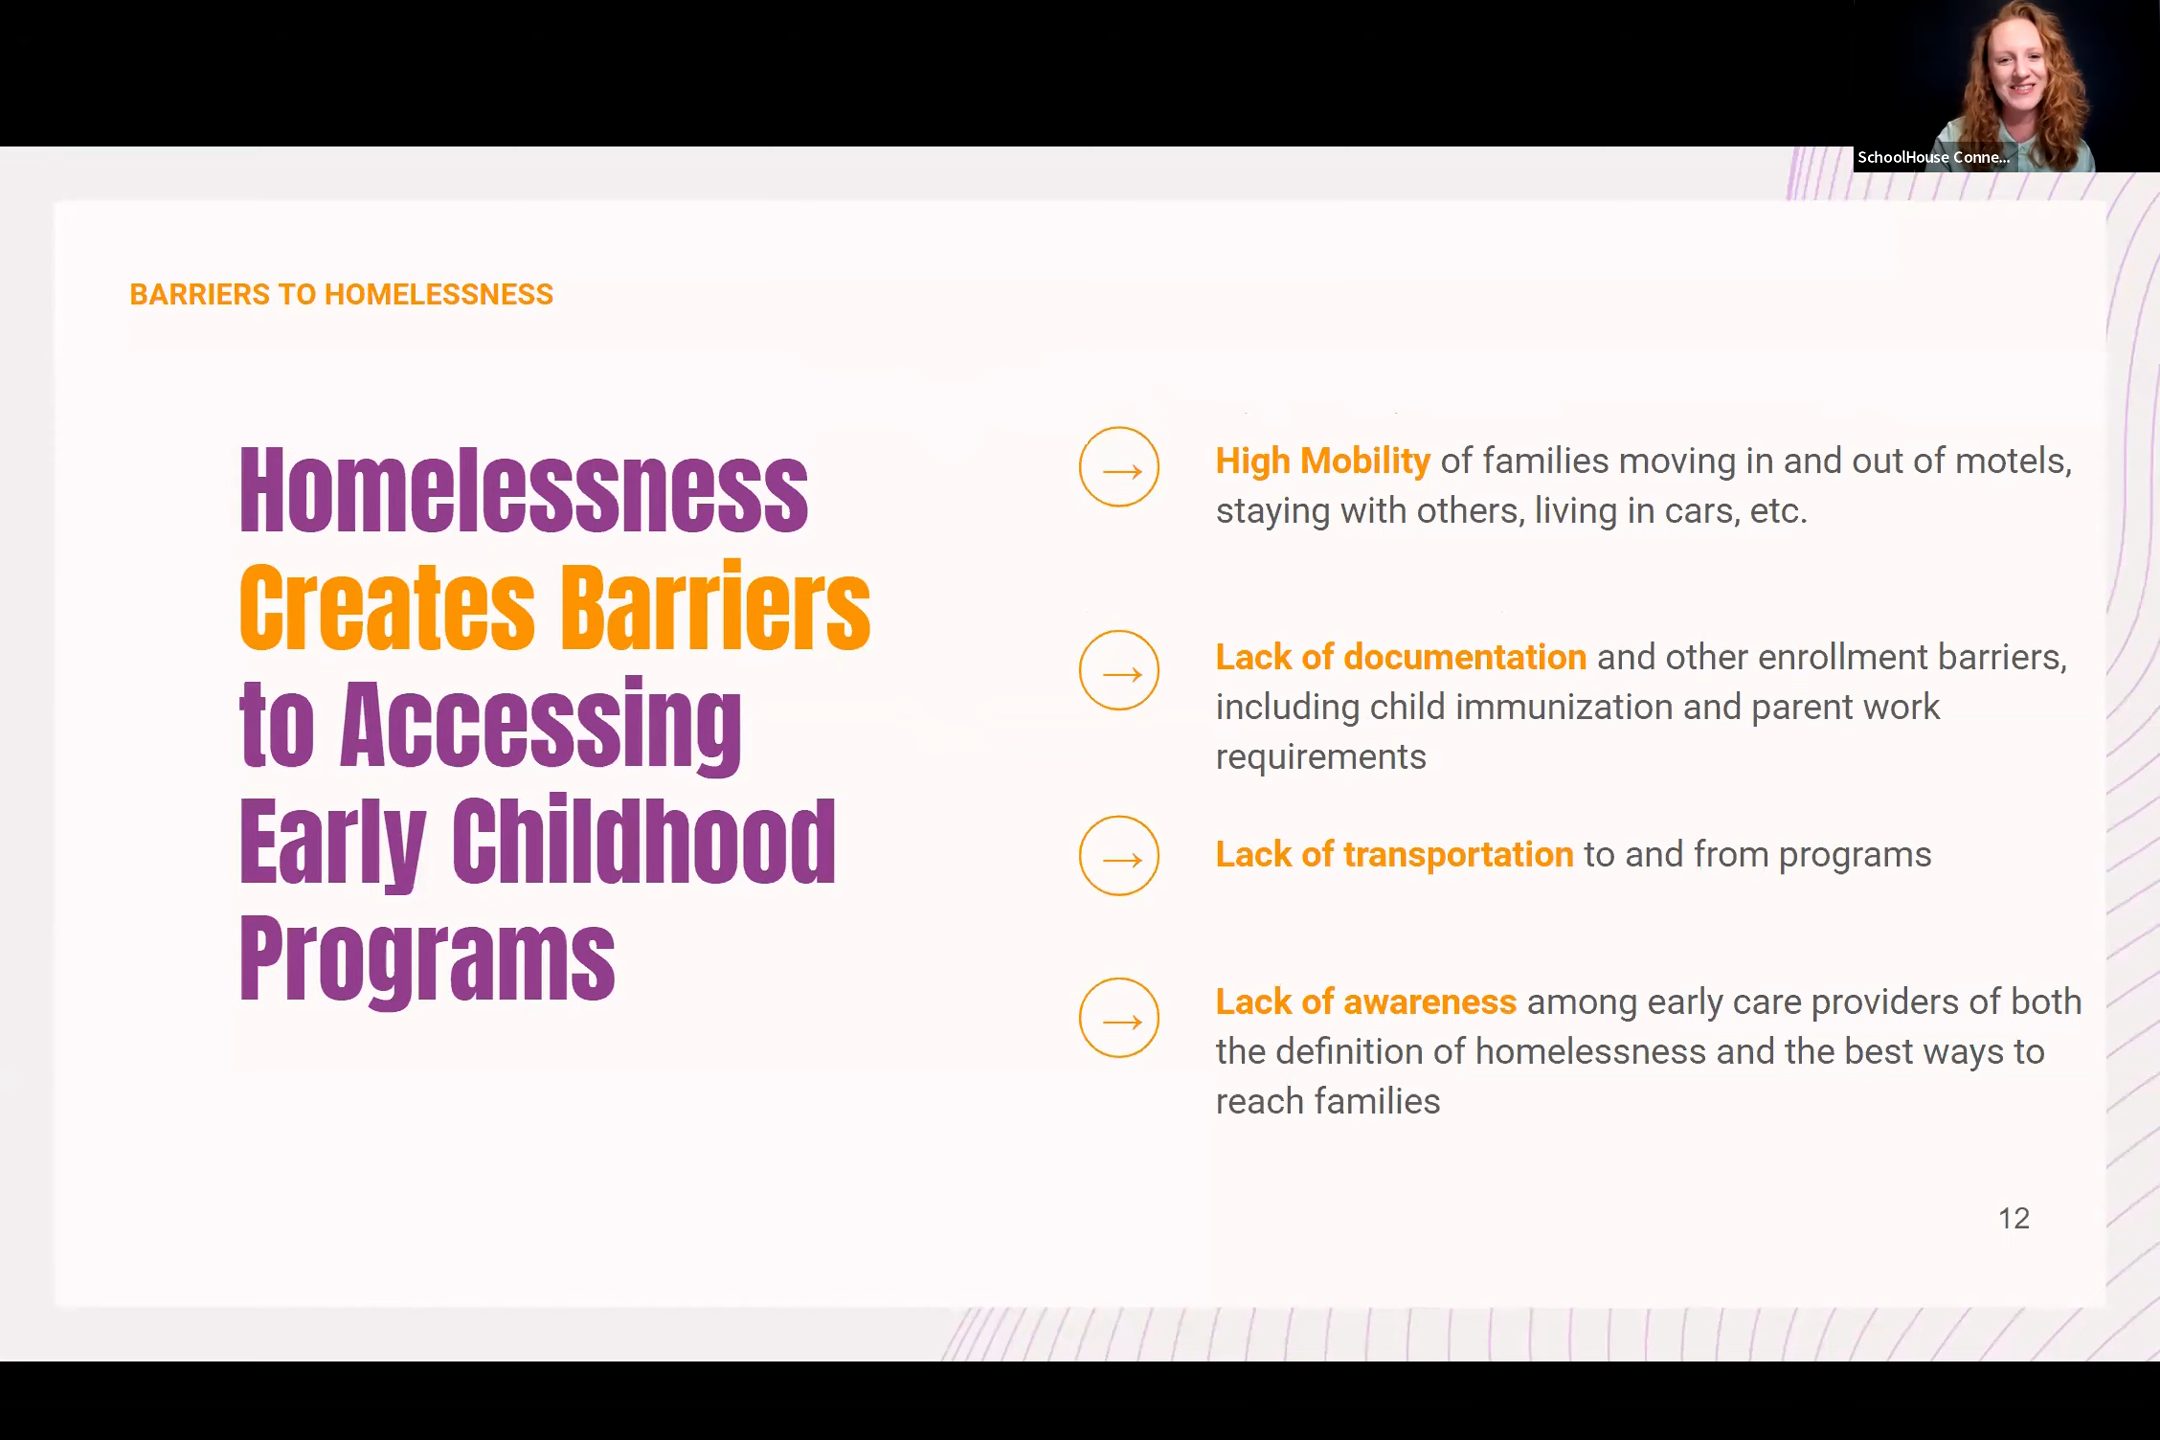 SchoolHouse Conne...
BARRIERS TO HOMELESSNESS
Homelessness
Creates Barriers
to Accessing
Early Childhood
Programs
High Mobility of families moving in and out of motels,
staying with others, living in cars, etc.
Lack of documentation and other enrollment barriers,
including child immunization and parent work
requirements
Lack of transportation to and from programs
Lack of awareness among early care providers of both
the definition of homelessness and the best ways to
reach families
12